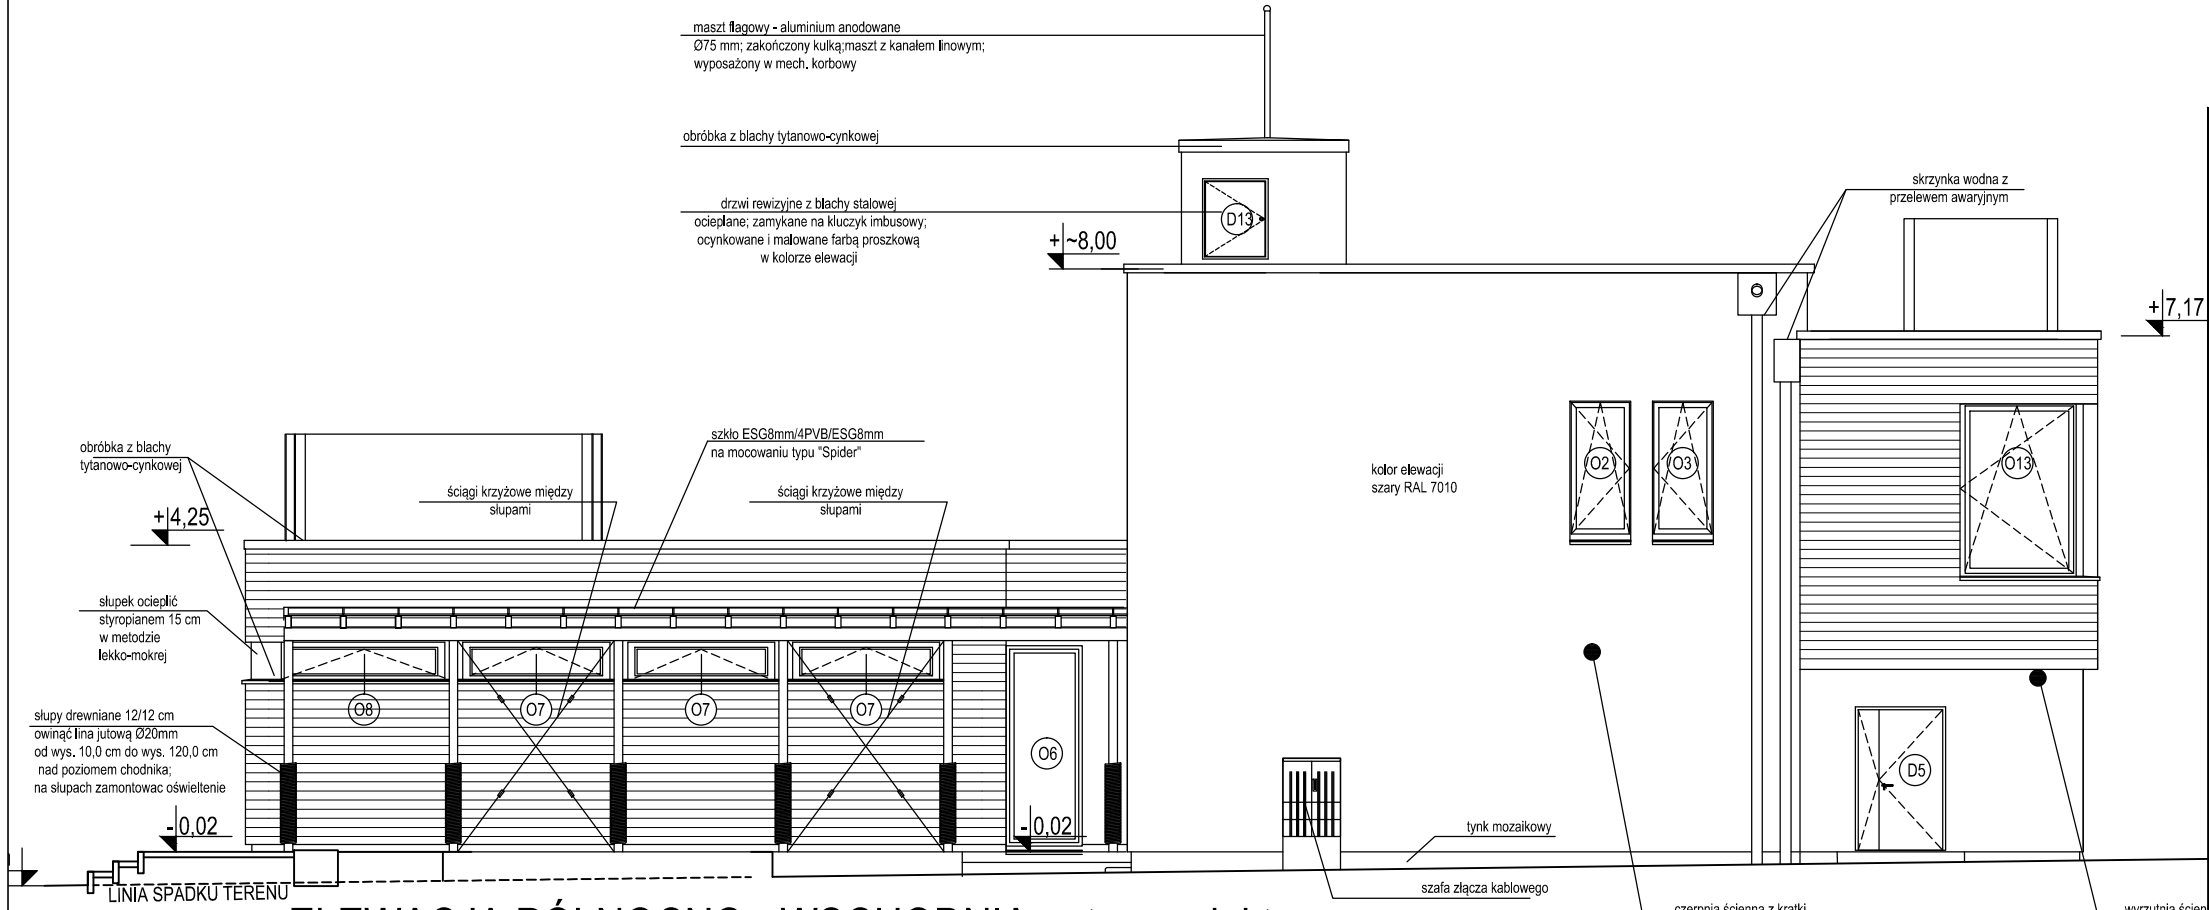 maszt flagowy - aluminium anodowane
Ø75 mm; zakończony kulką;maszt z kanałem linowym;
wyposażony w mech. korbowy
obróbka z blachy tytanowo-cynkowej
drzwi rewizyjne z blachy stalowej
ocieplane; zamykane na kluczyk imbusowy;
ocynkowane i malowane farbą proszkową
w kolorze elewacji
D13
+~8,00
skrzynka wodna z
przelewem awaryjnym
+7,17
obróbka z blachy
tytanowo-cynkowej
szkło ESG8mm/4PVB/ESG8mm
na mocowaniu typu "Spider"
ściągi krzyżowe między
słupami
ściągi krzyżowe między
słupami
+4,25
kolor elewacji
szary RAL 7010
O2
O3
O13
słupek ocieplić
styropianem 15 cm
w metodzie
lekko-mokrej
słupy drewniane 12/12 cm
owinąć lina jutową Ø20mm
od wys. 10,0 cm do wys. 120,0 cm
nad poziomem chodnika;
na słupach zamontowac oświeltenie
O8
O7
O7
O7
O6
D5
- 0,02
- 0,02
tynk mozaikowy
szafa złącza kablowego
LINIA SPADKU TERENU
czerpnia ścienna z kratki